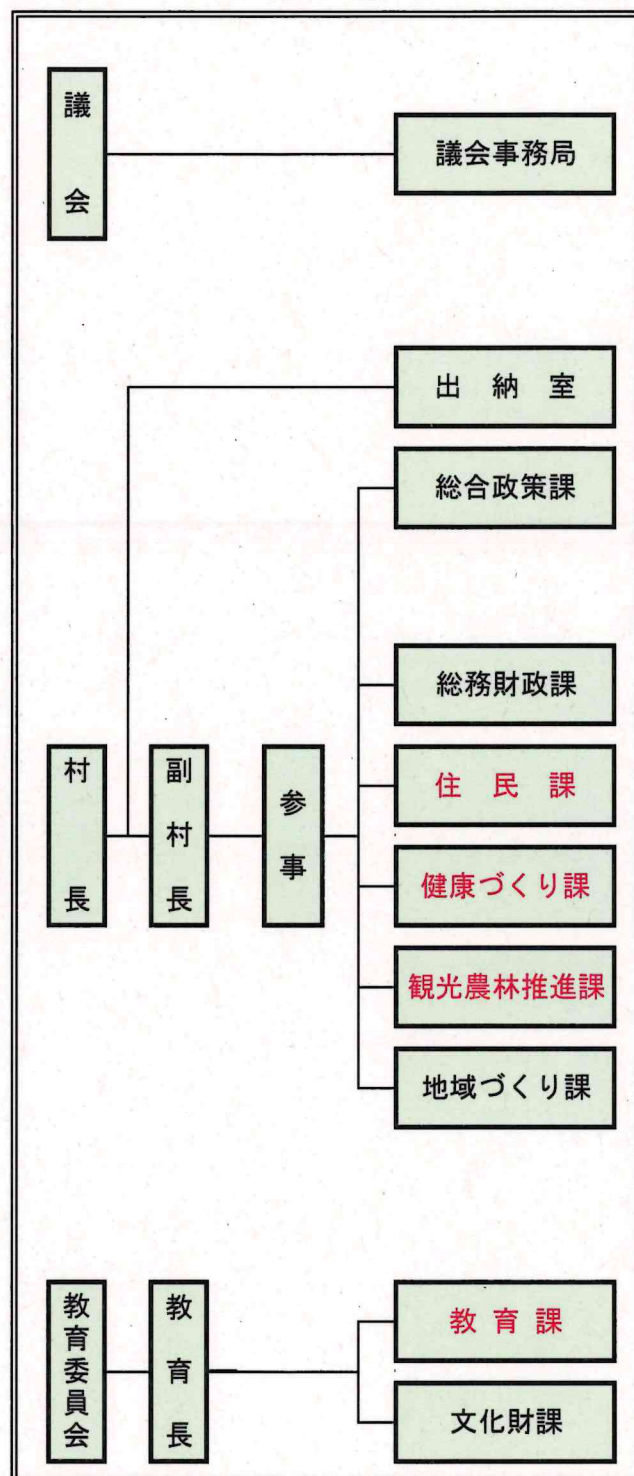 議会
議会事務局
出納室
総合政策課
総務財政課
村長
副村長
参事
住民課
健康づくり課
観光農林推進課
地域づくり課
教育委員会
教育長
教育課
文化財課